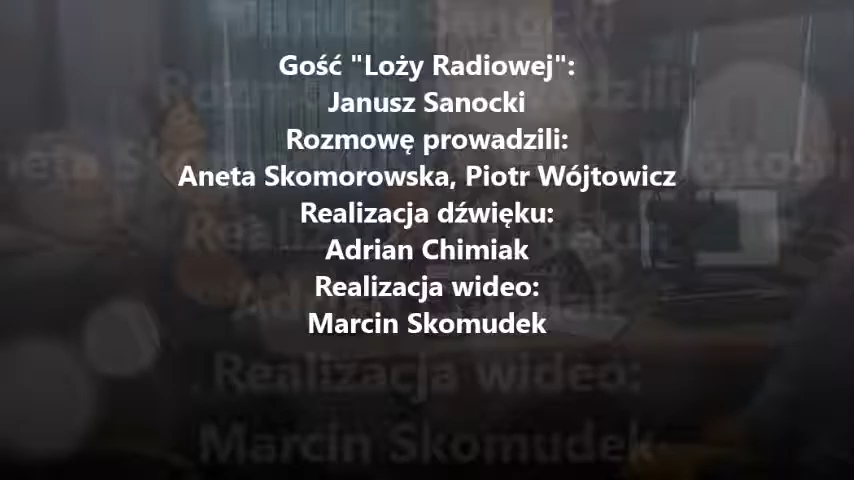 Gość "Loży Radiowej":
Janusz Sanocki
Rozmowę prowadzili:
Aneta Skomorowska, Piotr Wójtowicz
Realizacja dźwięku:
Adrian Chimiak
Realizacja wideo:
Marcin Skomudek